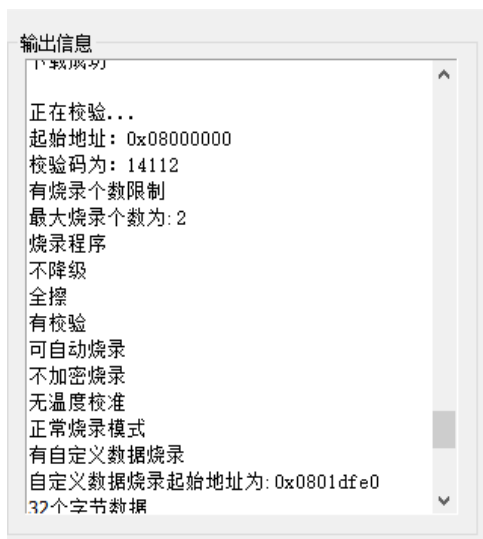 输出信息
下载成功
正在校验...
起始地址: 0x08000000
校验码为: 14112
有烧录个数限制
最大烧录个数为:2
烧录程序
不降级
全擦
有校验
可自动烧录
不加密烧录
无温度校准
正常烧录模式
有自定义数据烧录
自定义数据烧录起始地址为:0x0801dfe0
32个字节数据